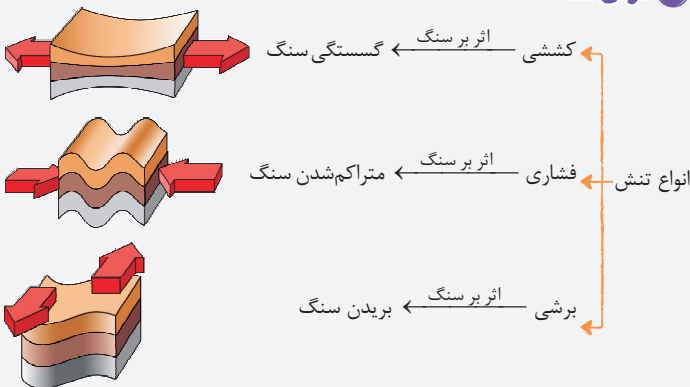 کششی اثر بر سنگ گسستگی سنگ
انواع تنش
فشاری اثر بر سنگ متراکم‌شدن سنگ
برشی اثر بر سنگ بریدن سنگ